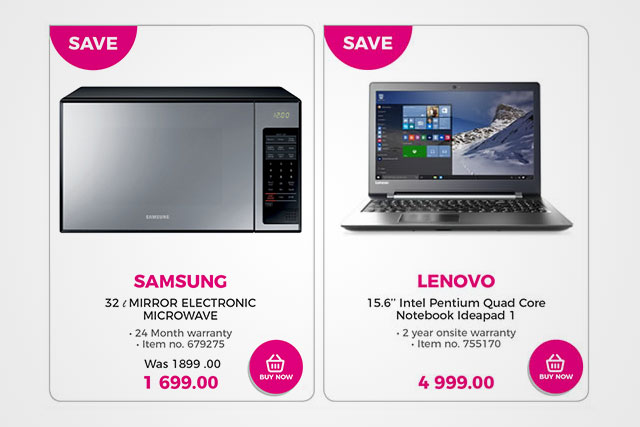 SAVE
12:00
SAMSUNG
SAMSUNG
32 ℓ MIRROR ELECTRONIC
MICROWAVE
• 24 Month warranty
• Item no. 679275
Was 1899 .00
1 699.00
BUY NOW
SAVE
Lenovo
LENOVO
15.6’’ Intel Pentium Quad Core
Notebook Ideapad 1
• 2 year onsite warranty
• Item no. 755170
4 999.00
BUY NOW